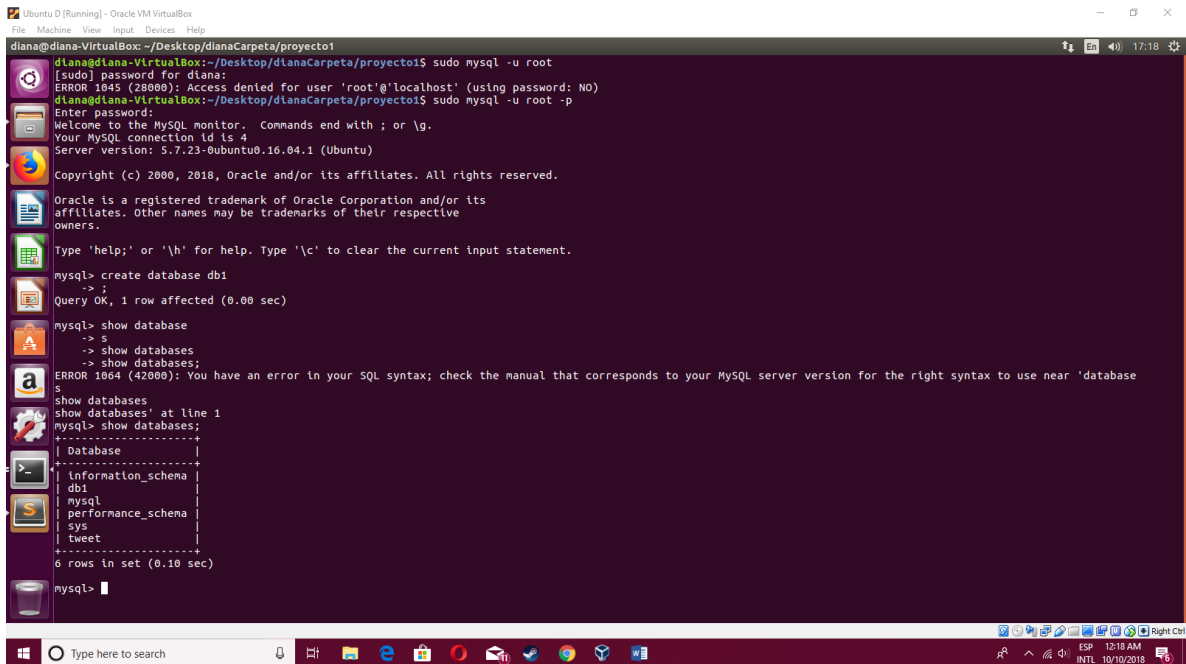 Ubuntu D [Running] - Oracle VM VirtualBox
File Machine View Input Devices Help
diana@diana-VirtualBox: ~/Desktop/dianaCarpeta/proyecto1
En 17:18
diana@diana-VirtualBox:~/Desktop/dianaCarpeta/proyecto1$ sudo mysql -u root
[sudo] password for diana:
ERROR 1045 (28000): Access denied for user 'root'@'localhost' (using password: NO)
diana@diana-VirtualBox:~/Desktop/dianaCarpeta/proyecto1$ sudo mysql -u root -p
Enter password:
Welcome to the MySQL monitor.  Commands end with ; or \g.
Your MySQL connection id is 4
Server version: 5.7.23-0ubuntu0.16.04.1 (Ubuntu)
Copyright (c) 2000, 2018, Oracle and/or its affiliates. All rights reserved.
Oracle is a registered trademark of Oracle Corporation and/or its
affiliates. Other names may be trademarks of their respective
owners.
Type 'help;' or '\h' for help. Type '\c' to clear the current input statement.
mysql> create database db1
    -> ;
Query OK, 1 row affected (0.00 sec)
mysql> show database
    -> s
    -> show databases
    -> show databases;
ERROR 1064 (42000): You have an error in your SQL syntax; check the manual that corresponds to your MySQL server version for the right syntax to use near 'database
s
show databases
show databases' at line 1
mysql> show databases;
+--------------------+
| Database           |
+--------------------+
| information_schema |
| db1                |
| mysql              |
| performance_schema |
| sys                |
| tweet              |
+--------------------+
6 rows in set (0.10 sec)
mysql>
Right Ctrl
Type here to search
11
ESP 12:18 AM
INTL 10/10/2018
6